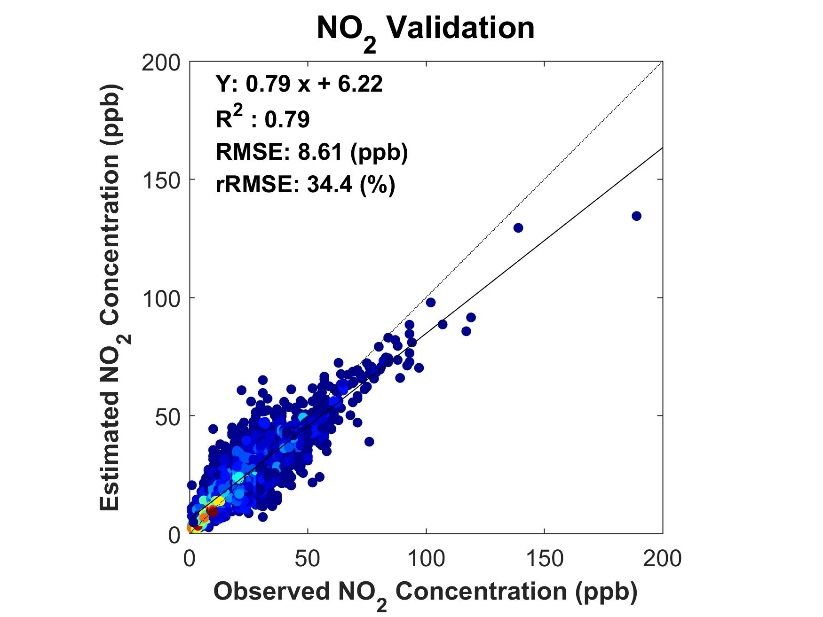 NO2 Validation
Y: 0.79 x + 6.22
R2 : 0.79
RMSE: 8.61 (ppb)
rRMSE: 34.4 (%)
Estimated NO2 Concentration (ppb)
200
150
100
50
0
0 50 100 150 200
Observed NO2 Concentration (ppb)